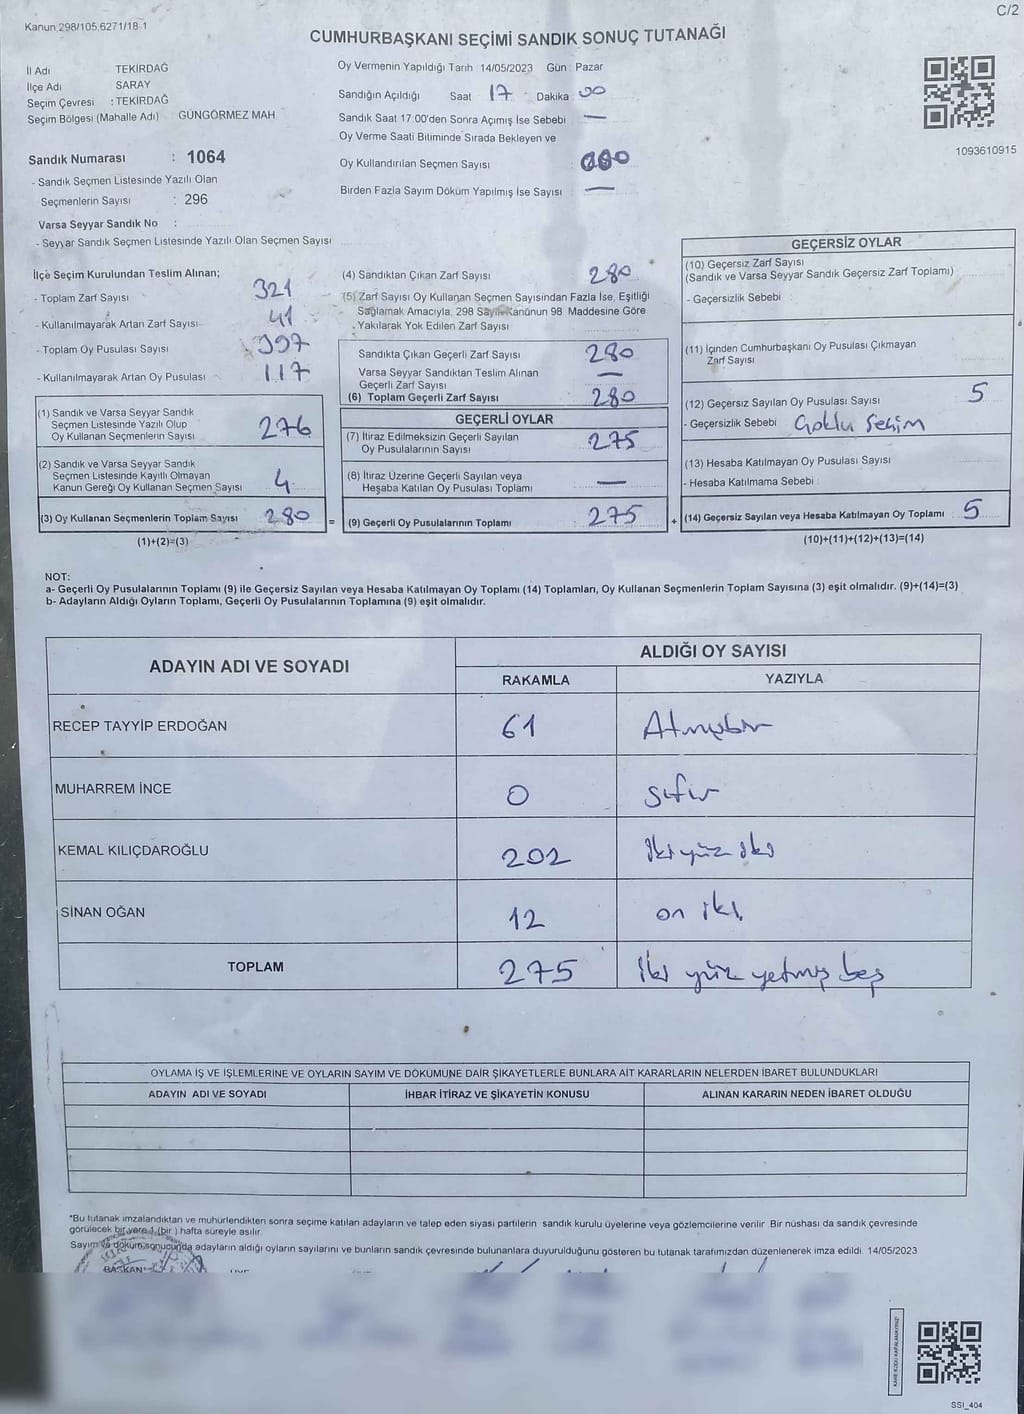 Kanun 298/105,6271/18-1
C/2
CUMHURBAŞKANI SEÇİMİ SANDIK SONUÇ TUTANAĞI
İl Adı TEKİRDAĞ
İlçe Adı SARAY
Seçim Çevresi : TEKİRDAĞ
Seçim Bölgesi (Mahalle Adı) GÜNGÖRMEZ MAH.
Sandık Numarası : 1064
- Sandık Seçmen Listesinde Yazılı Olan
Seçmenlerin Sayısı : 296
Varsa Seyyar Sandık No :
- Seyyar Sandık Seçmen Listesinde Yazılı Olan Seçmen Sayısı
Oy Vermenin Yapıldığı Tarih 14/05/2023 Gün : Pazar
Sandığın Açıldığı Saat 17 Dakika : 00
Sandık Saat 17:00'den Sonra Açımış İse Sebebi —
Oy Verme Saati Bitiminde Sırada Bekleyen ve
Oy Kullandırılan Seçmen Sayısı
Birden Fazla Sayım Döküm Yapılmış İse Sayısı —
1093610915
İlçe Seçim Kurulundan Teslim Alınan;
- Toplam Zarf Sayısı 321
- Kullanılmayarak Artan Zarf Sayısı 41
- Toplam Oy Pusulası Sayısı 397
- Kullanılmayarak Artan Oy Pusulası 117
(1) Sandık ve Varsa Seyyar Sandık
Seçmen Listesinde Yazılı Olup
Oy Kullanan Seçmenlerin Sayısı 276
(2) Sandık ve Varsa Seyyar Sandık
Seçmen Listesinde Kayıtlı Olmayan
Kanun Gereği Oy Kullanan Seçmen Sayısı 4
(3) Oy Kullanan Seçmenlerin Toplam Sayısı 280 =
(1)+(2)=(3)
(4) Sandıktan Çıkan Zarf Sayısı 280
(5) Zarf Sayısı Oy Kullanan Seçmen Sayısından Fazla İse, Eşitliği
Sağlamak Amacıyla, 298 Sayılı Kanunun 98. Maddesine Göre
Yakılarak Yok Edilen Zarf Sayısı
Sandıkta Çıkan Geçerli Zarf Sayısı 280
Varsa Seyyar Sandıktan Teslim Alınan
Geçerli Zarf Sayısı —
(6) Toplam Geçerli Zarf Sayısı 280
GEÇERLİ OYLAR
(7) İtiraz Edilmeksizin Geçerli Sayılan
Oy Pusulalarının Sayısı 275
(8) İtiraz Üzerine Geçerli Sayılan veya
Heşaba Katılan Oy Pusulası Toplamı —
(9) Geçerli Oy Pusulalarının Toplamı : 275 +
GEÇERSİZ OYLAR
(10) Geçersiz Zarf Sayısı
(Sandık ve Varsa Seyyar Sandık Geçersiz Zarf Toplamı)
- Geçersizlik Sebebi :
(11) İçinden Cumhurbaşkanı Oy Pusulası Çıkmayan
Zarf Sayısı
(12) Geçersiz Sayılan Oy Pusulası Sayısı 5
- Geçersizlik Sebebi Çoklu Seçim
(13) Hesaba Katılmayan Oy Pusulası Sayısı
- Hesaba Katılmama Sebebi :
(14) Geçersiz Sayılan veya Hesaba Katılmayan Oy Toplamı 5
(10)+(11)+(12)+(13)=(14)
NOT:
a- Geçerli Oy Pusulalarının Toplamı (9) ile Geçersiz Sayılan veya Hesaba Katılmayan Oy Toplamı (14) Toplamları, Oy Kullanan Seçmenlerin Toplam Sayısına (3) eşit olmalıdır. (9)+(14)=(3)
b- Adayların Aldığı Oyların Toplamı, Geçerli Oy Pusulalarının Toplamına (9) eşit olmalıdır.
ADAYIN ADI VE SOYADI
ALDIĞI OY SAYISI
RAKAMLA YAZIYLA
RECEP TAYYİP ERDOĞAN 61 Atmışbir
MUHARREM İNCE 0 sıfır
KEMAL KILIÇDAROĞLU 202 İki yüz iki
SİNAN OĞAN 12 on iki
TOPLAM 275 iki yüz yetmiş beş
OYLAMA İŞ VE İŞLEMLERİNE VE OYLARIN SAYIM VE DÖKÜMÜNE DAİR ŞİKAYETLERLE BUNLARA AİT KARARLARIN NELERDEN İBARET BULUNDUKLARI
ADAYIN ADI VE SOYADI İHBAR İTİRAZ VE ŞİKAYETİN KONUSU ALINAN KARARIN NEDEN İBARET OLDUĞU
*Bu tutanak imzalandıktan ve mühürlendikten sonra seçime katılan adayların ve talep eden siyasi partilerin sandık kurulu üyelerine veya gözlemcilerine verilir. Bir nüshası da sandık çevresinde
görülecek bir yere 1 (bir) hafta süreyle asılır.
Sayım ve döküm sonucunda adayların aldığı oyların sayılarını ve bunların sandık çevresinde bulunanlara duyurulduğunu gösteren bu tutanak tarafımızdan düzenlenerek imza edildi. 14/05/2023
BAŞKAN
KARE KODU KAPALAMAYINIZ!
SSI_404